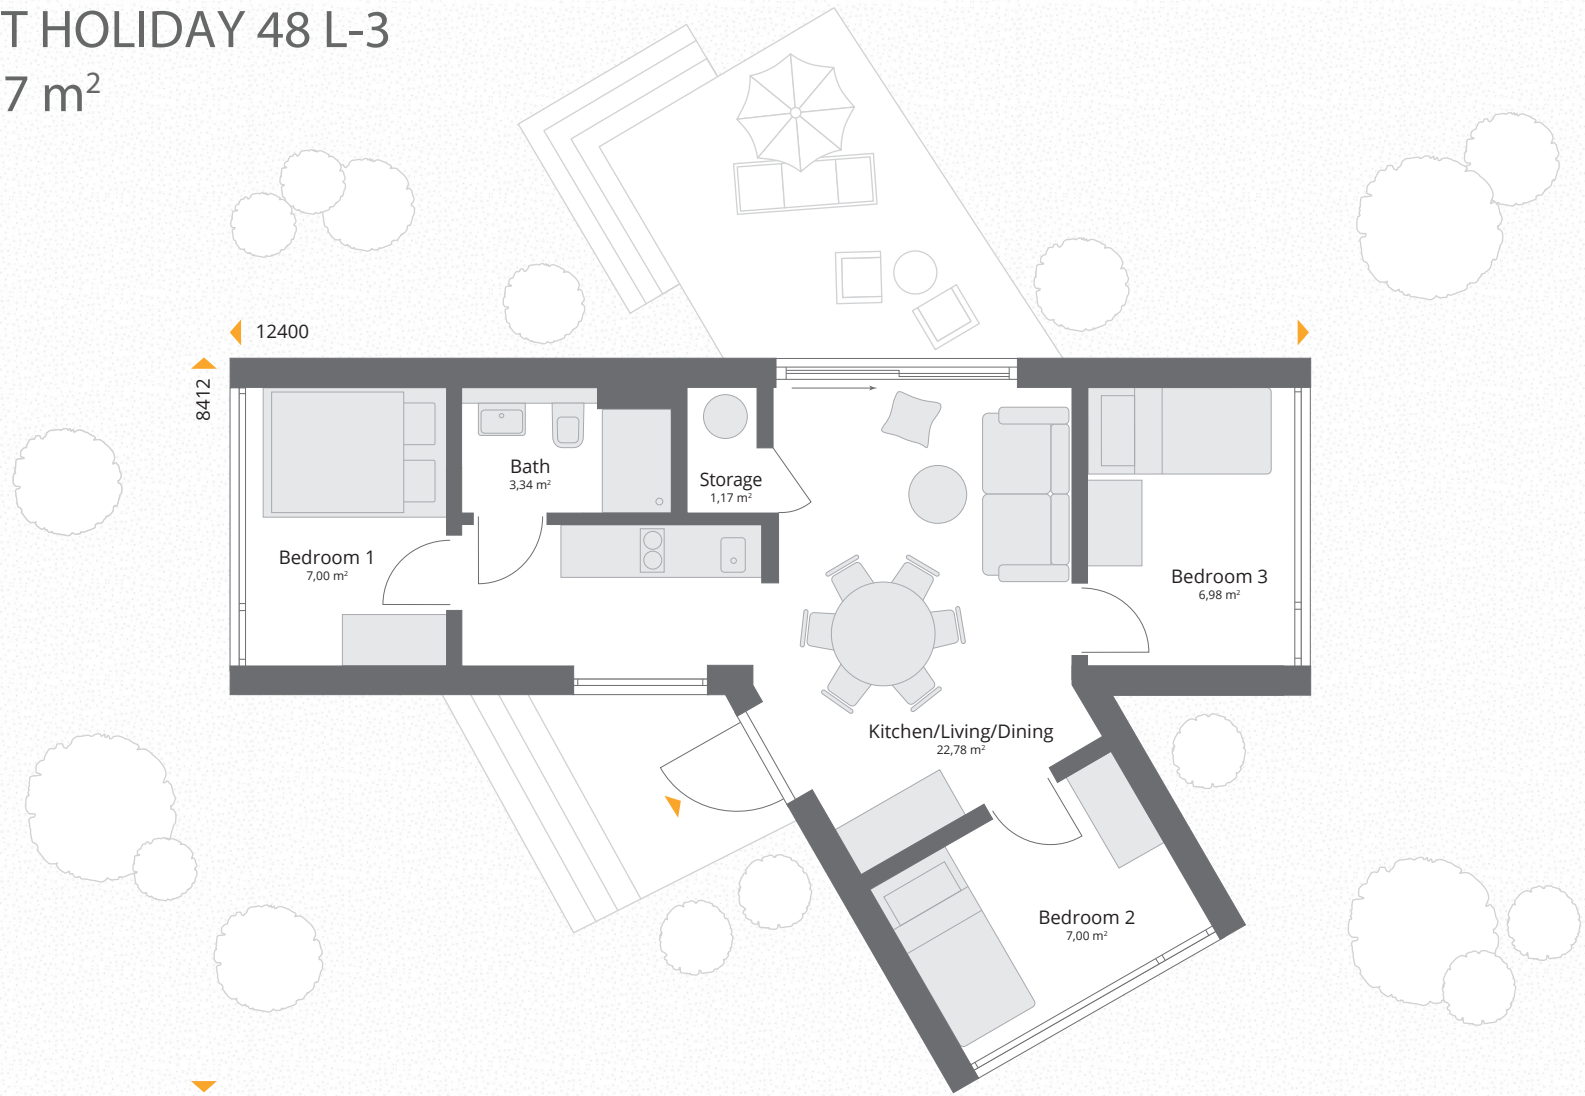 T HOLIDAY 48 L-3
7 m²
12400
8412
Bath
3,34 m²
Storage
1,17 m²
Bedroom 1
7,00 m²
Bedroom 3
6,98 m²
Kitchen/Living/Dining
22,78 m²
Bedroom 2
7,00 m²